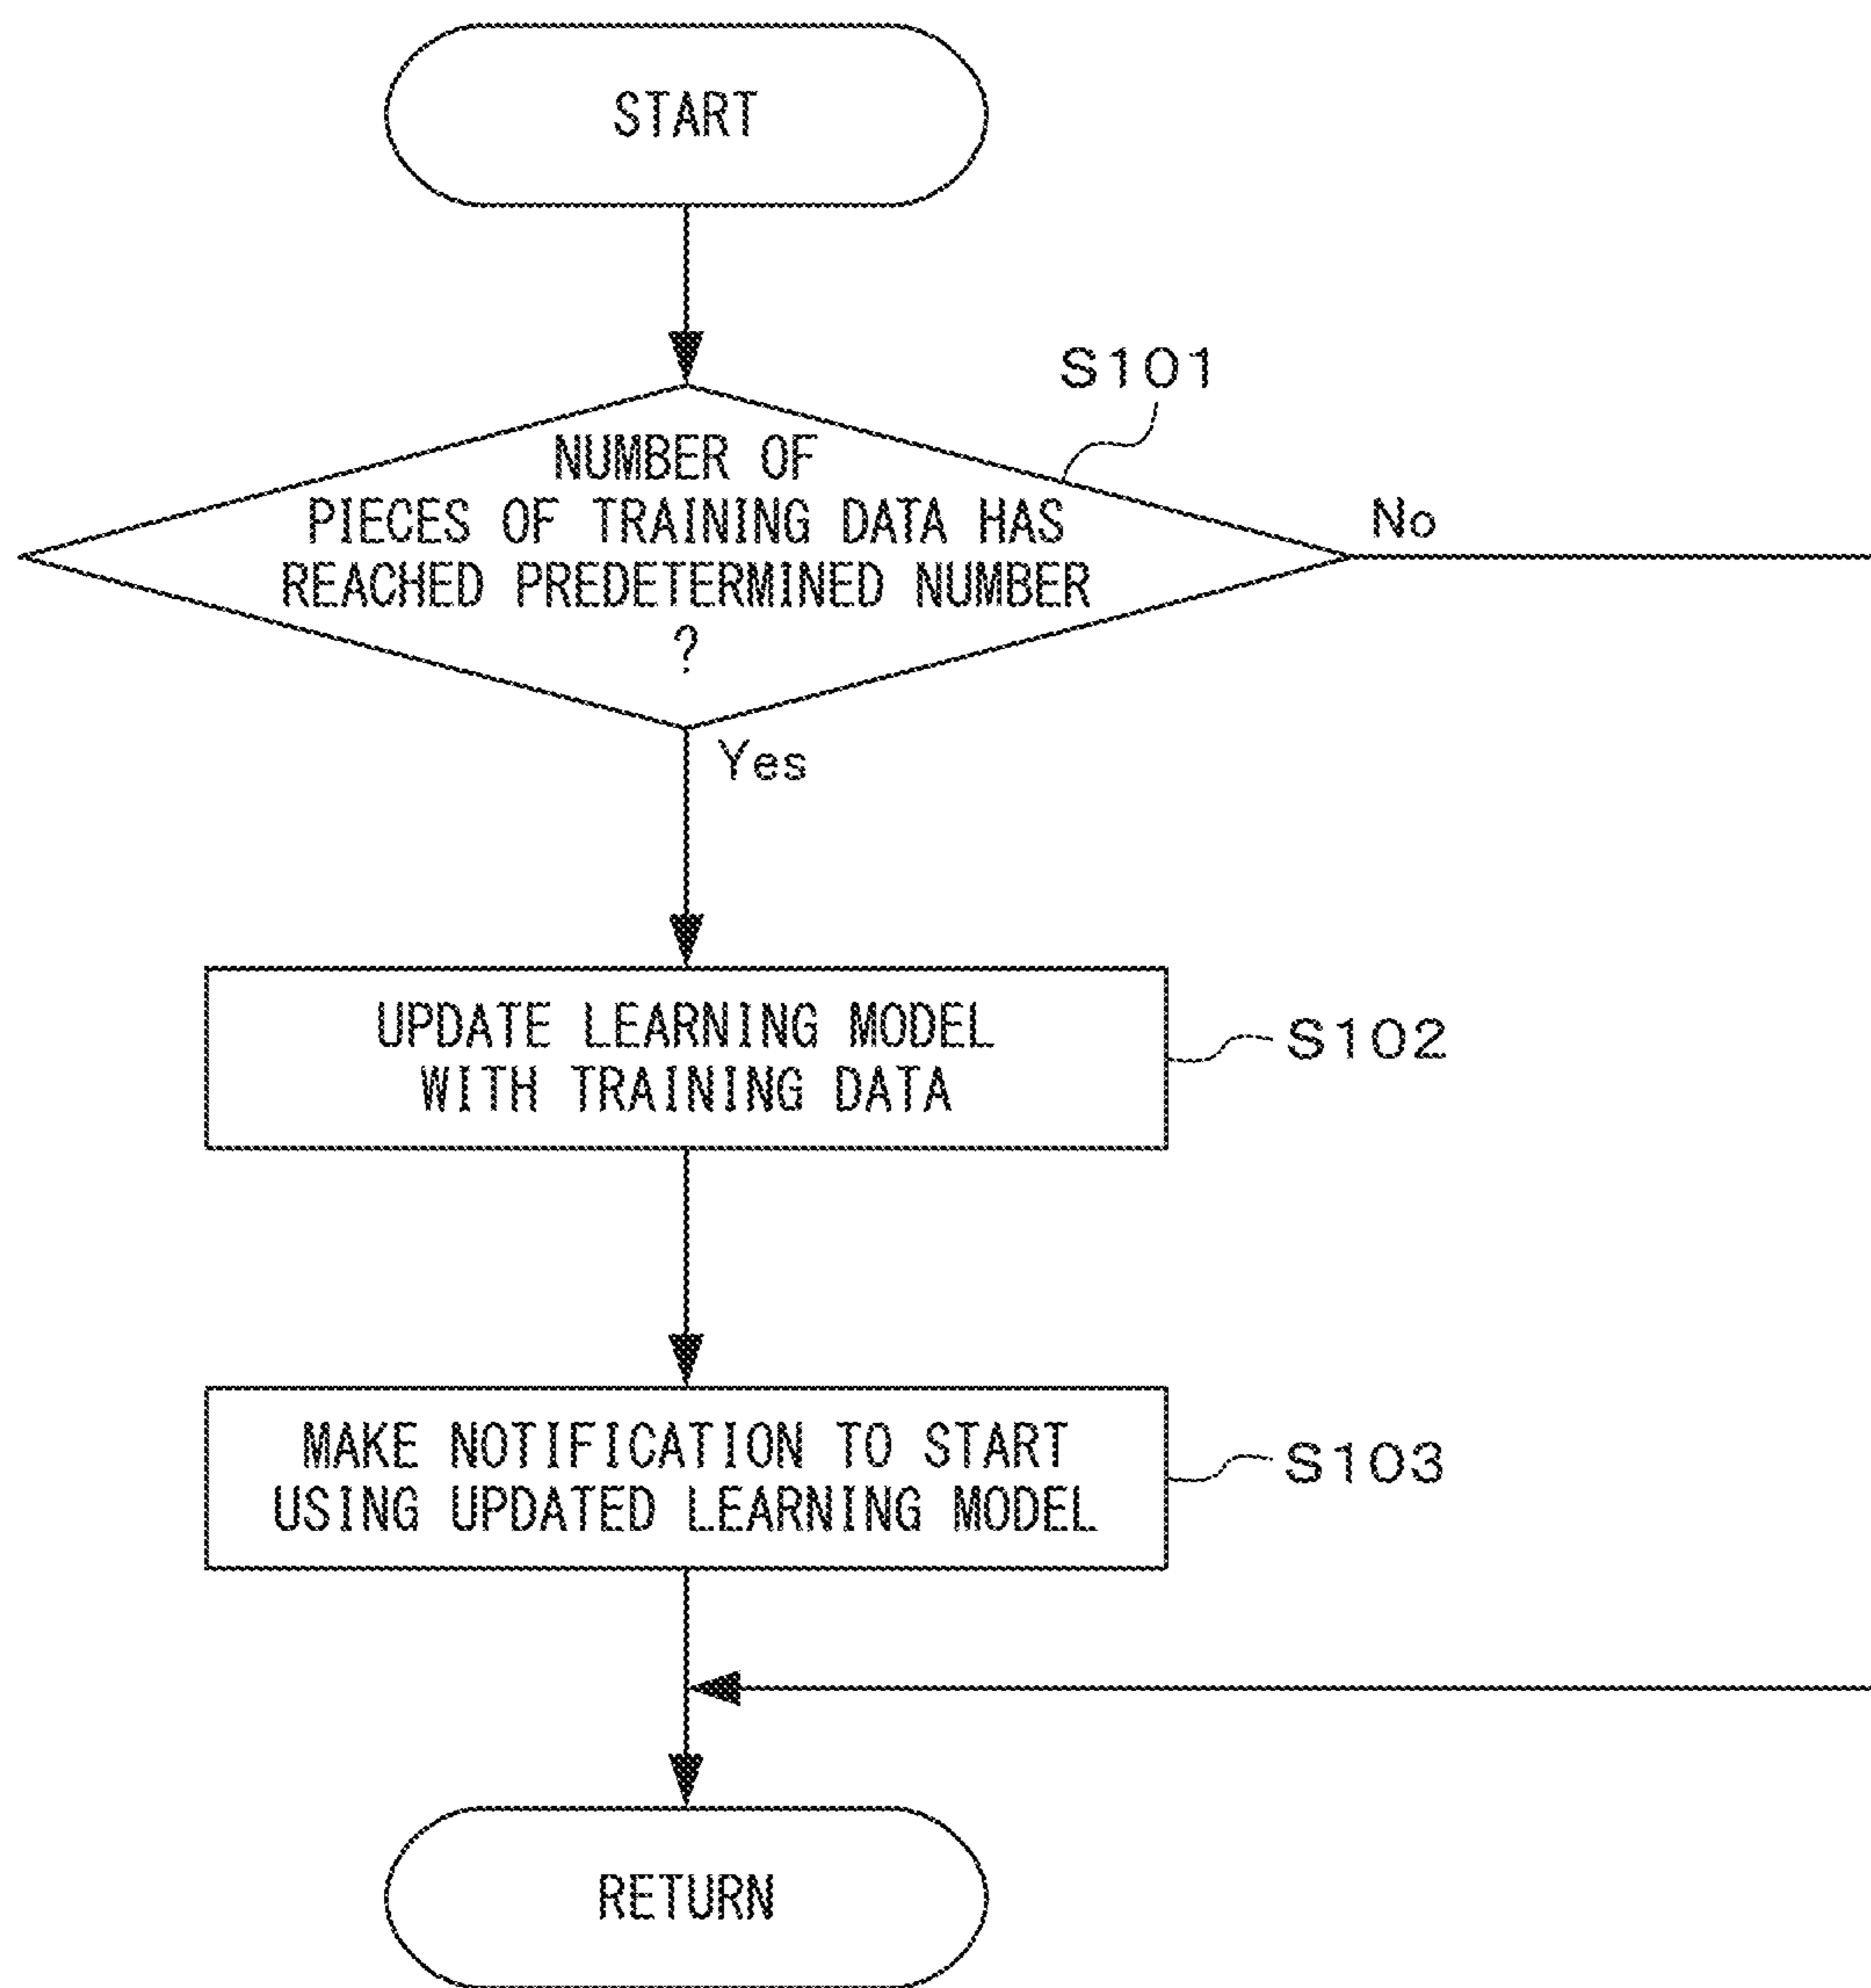 START
S101
NUMBER OF
PIECES OF TRAINING DATA HAS
REACHED PREDETERMINED NUMBER
?
No
Yes
UPDATE LEARNING MODEL
WITH TRAINING DATA
S102
MAKE NOTIFICATION TO START
USING UPDATED LEARNING MODEL
S103
RETURN